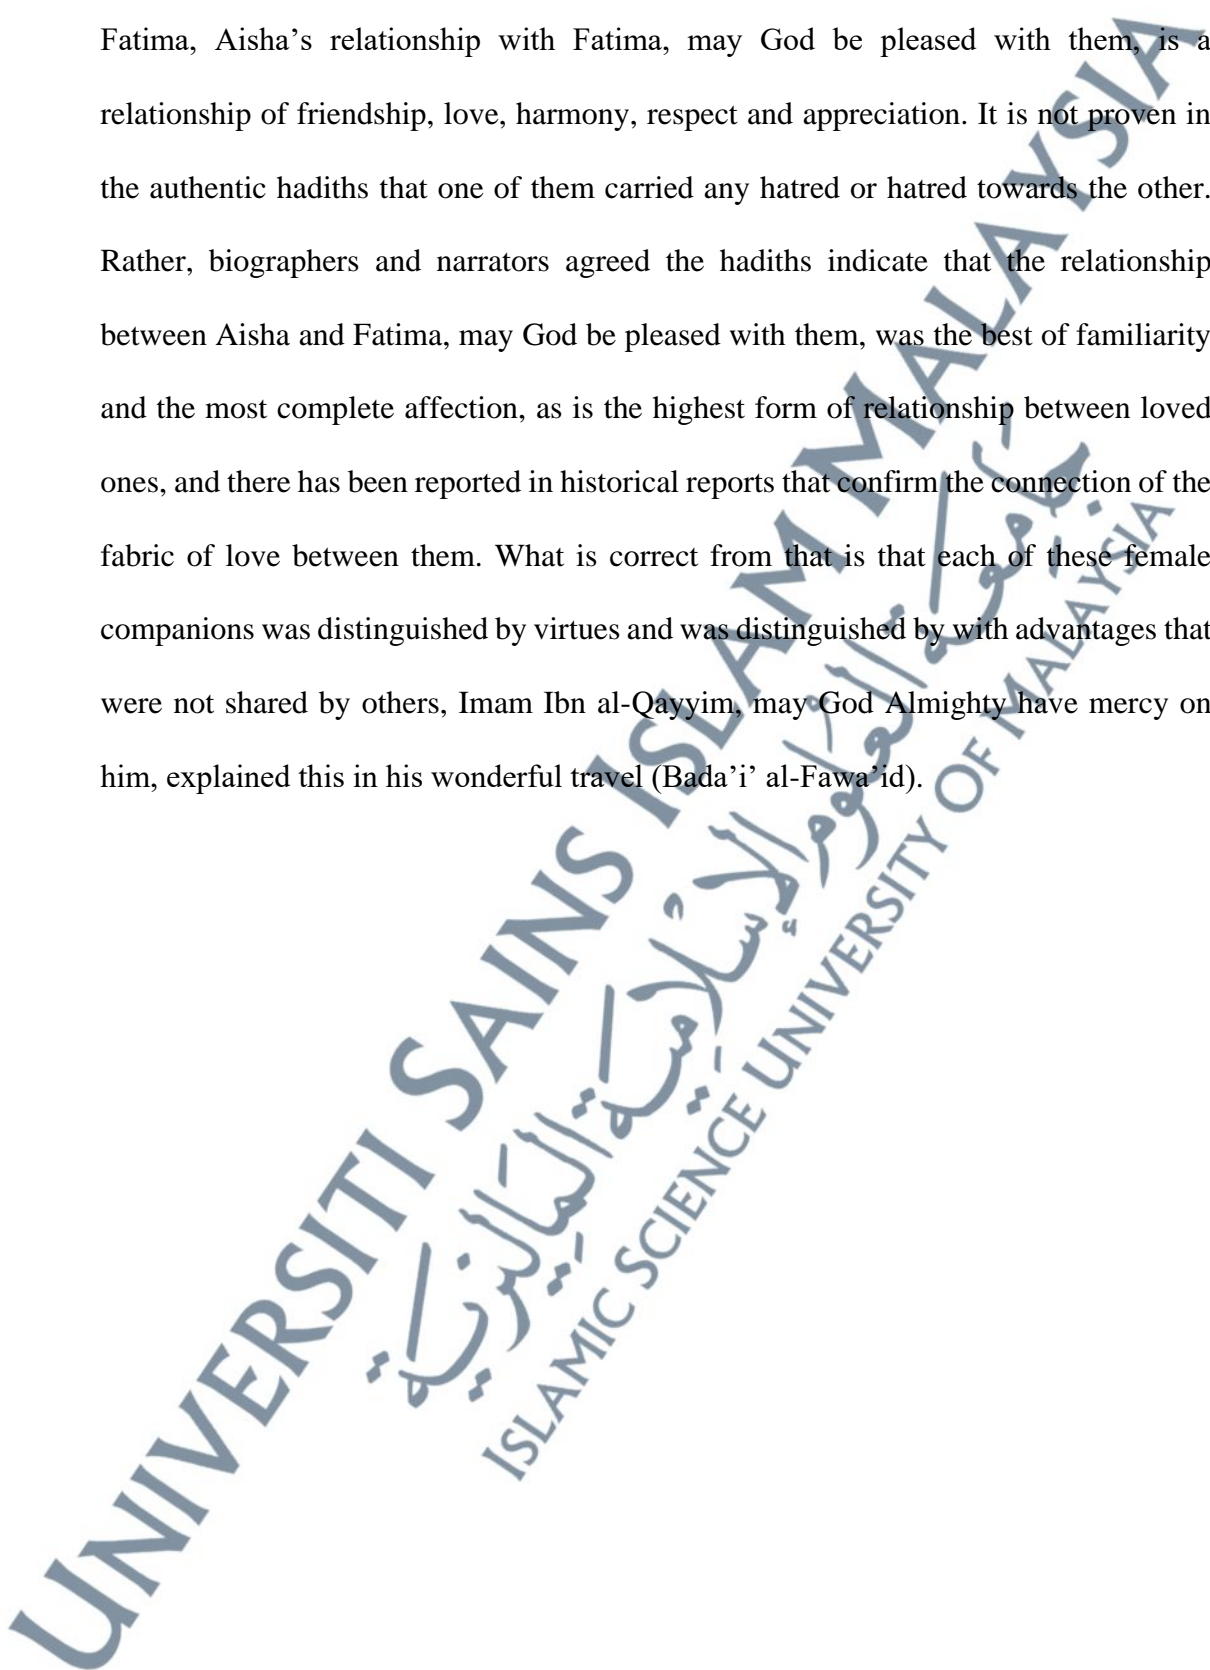 Fatima, Aisha’s relationship with Fatima, may God be pleased with them, is a
relationship of friendship, love, harmony, respect and appreciation. It is not proven in
the authentic hadiths that one of them carried any hatred or hatred towards the other.
Rather, biographers and narrators agreed the hadiths indicate that the relationship
between Aisha and Fatima, may God be pleased with them, was the best of familiarity
and the most complete affection, as is the highest form of relationship between loved
ones, and there has been reported in historical reports that confirm the connection of the
fabric of love between them. What is correct from that is that each of these female
companions was distinguished by virtues and was distinguished by with advantages that
were not shared by others, Imam Ibn al-Qayyim, may God Almighty have mercy on
him, explained this in his wonderful travel (Bada’i’ al-Fawa’id).
UNIVERSITI SAINS ISLAM MALAYSIA
جامعة العلوم الإسلامية الماليزية
ISLAMIC SCIENCE UNIVERSITY OF MALAYSIA